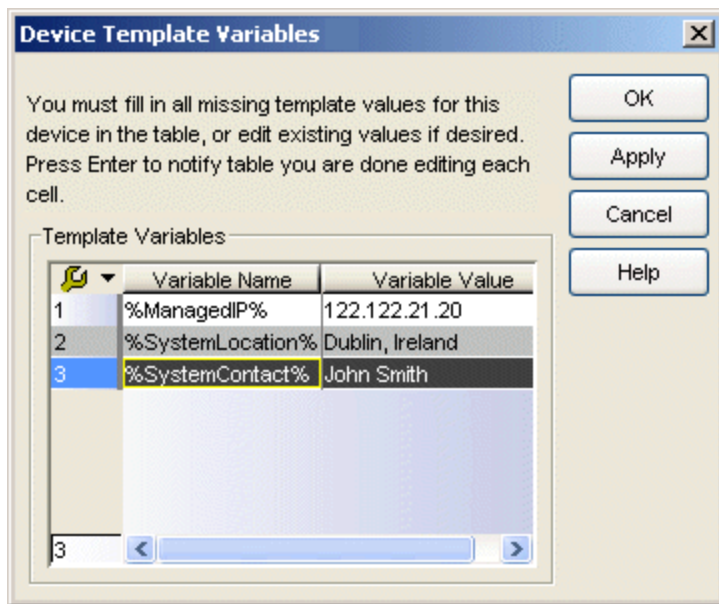 Device Template Variables
You must fill in all missing template values for this
device in the table, or edit existing values if desired.
Press Enter to notify table you are done editing each
cell.
OK
Apply
Cancel
Help
Template Variables
Variable Name Variable Value
1 %ManagedIP% 122.122.21.20
2 %SystemLocation% Dublin, Ireland
3 %SystemContact% John Smith
3